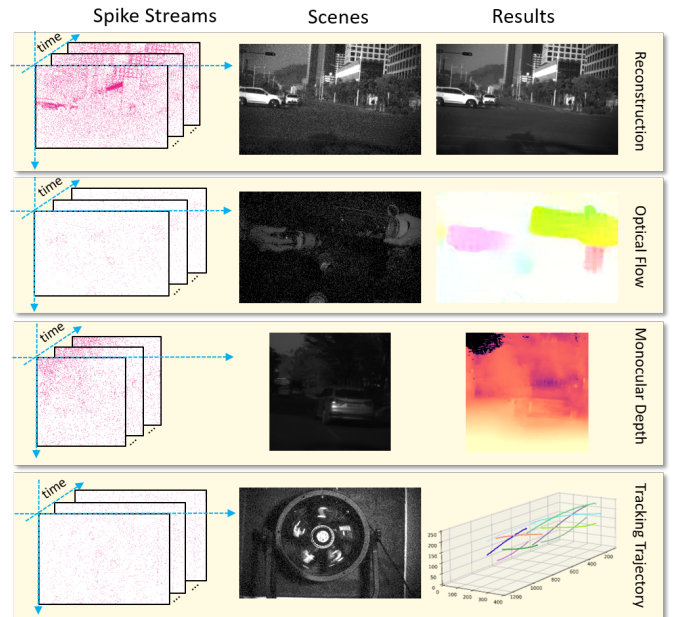 Spike Streams
Scenes
Results
time
...
Reconstruction
time
...
Optical Flow
time
...
Monocular Depth
time
...
250
200
150
100
50
0
0
100
200
300
400
1200
1000
800
600
400
200
Tracking Trajectory